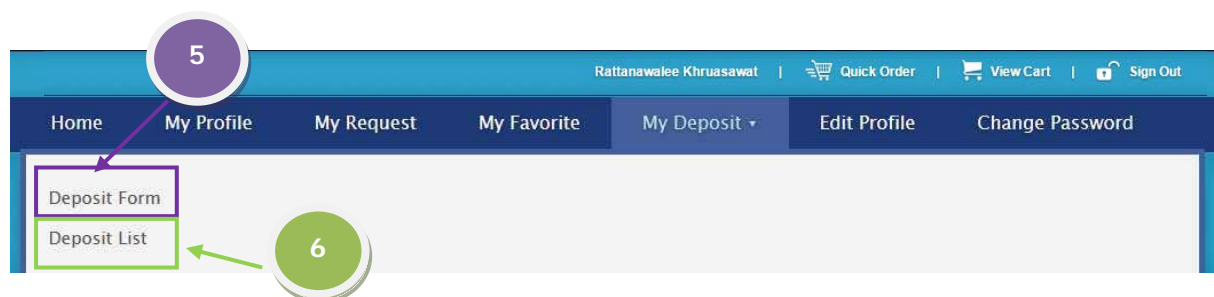 5
Rattanawalee Khruasawat | Quick Order | View Cart | Sign Out
Home My Profile My Request My Favorite My Deposit Edit Profile Change Password
Deposit Form
Deposit List
6